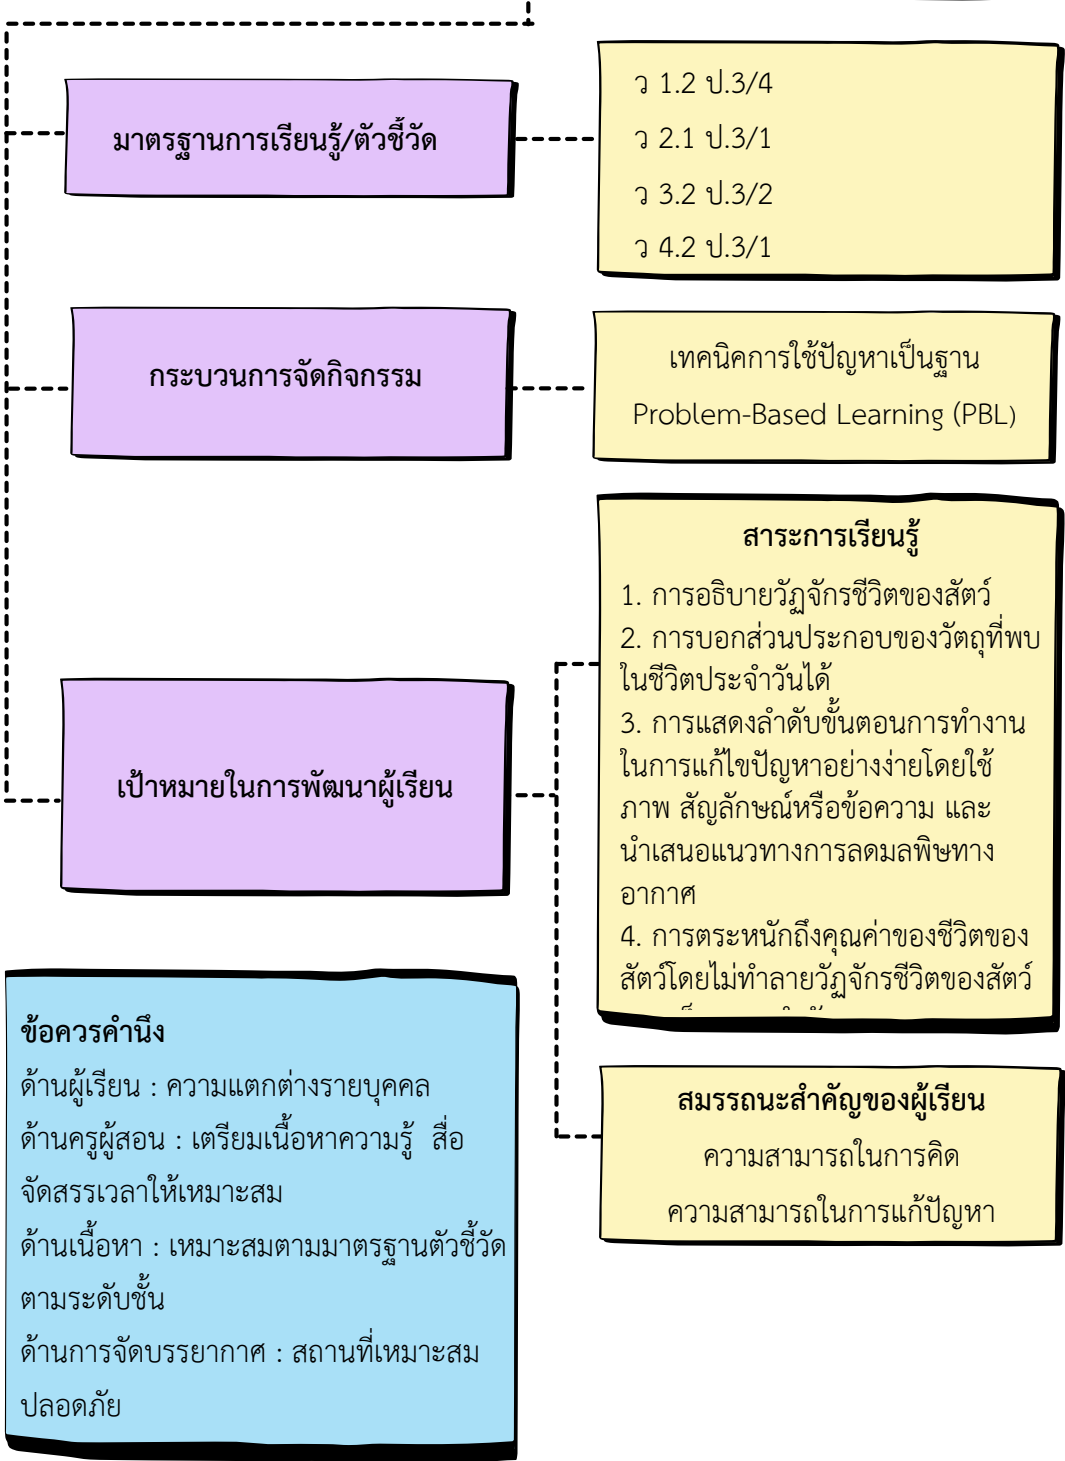 มาตรฐานการเรียนรู้/ตัวชี้วัด
ว 1.2 ป.3/4
ว 2.1 ป.3/1
ว 3.2 ป.3/2
ว 4.2 ป.3/1
กระบวนการจัดกิจกรรม
เทคนิคการใช้ปัญหาเป็นฐาน
Problem-Based Learning (PBL)
เป้าหมายในการพัฒนาผู้เรียน
สาระการเรียนรู้
1. การอธิบายวัฏจักรชีวิตของสัตว์
2. การบอกส่วนประกอบของวัตถุที่พบ
ในชีวิตประจำวันได้
3. การแสดงลำดับขั้นตอนการทำงาน
ในการแก้ไขปัญหาอย่างง่ายโดยใช้
ภาพ สัญลักษณ์หรือข้อความ และ
นำเสนอแนวทางการลดมลพิษทาง
อากาศ
4. การตระหนักถึงคุณค่าของชีวิตของ
สัตว์โดยไม่ทำลายวัฏจักรชีวิตของสัตว์
สมรรถนะสำคัญของผู้เรียน
ความสามารถในการคิด
ความสามารถในการแก้ปัญหา
ข้อควรคำนึง
ด้านผู้เรียน : ความแตกต่างรายบุคคล
ด้านครูผู้สอน : เตรียมเนื้อหาความรู้ สื่อ
จัดสรรเวลาให้เหมาะสม
ด้านเนื้อหา : เหมาะสมตามมาตรฐานตัวชี้วัด
ตามระดับชั้น
ด้านการจัดบรรยากาศ : สถานที่เหมาะสม
ปลอดภัย